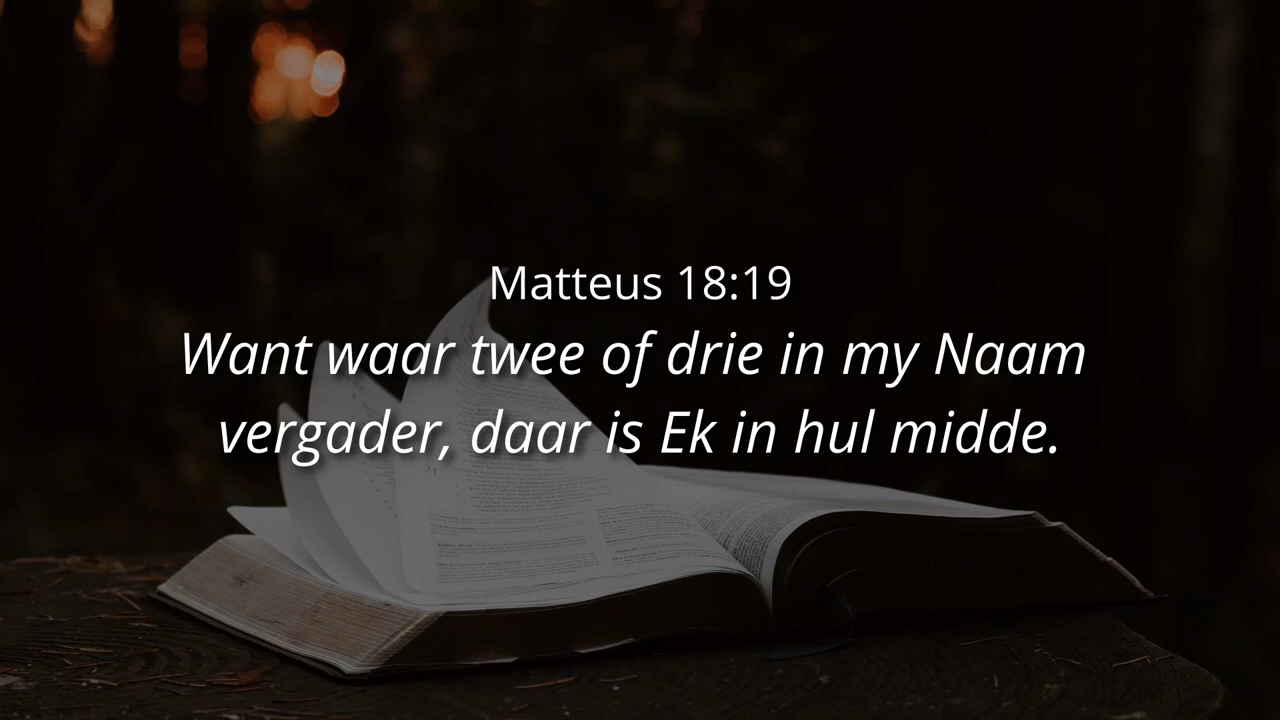 Matteus 18:19
Want waar twee of drie in my Naam
vergader, daar is Ek in hul midde.